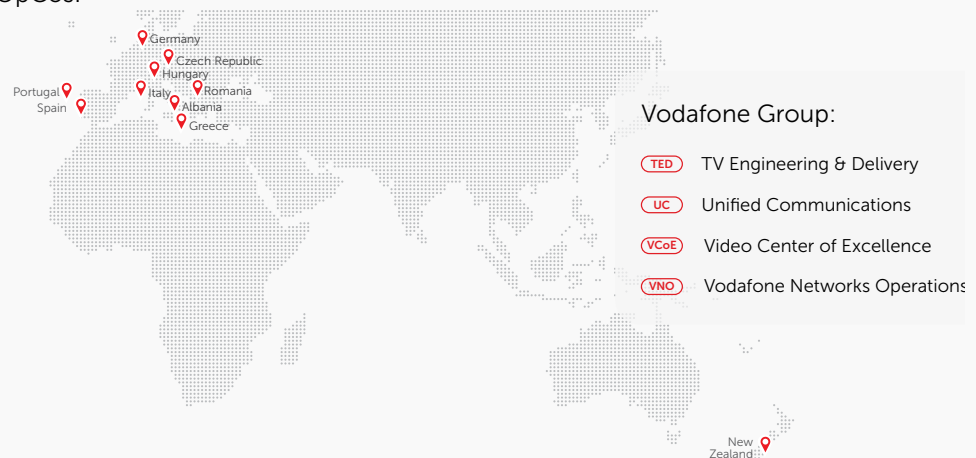 OpCos:
Germany
Czech Republic
Hungary
Portugal
Italy
Romania
Spain
Albania
Greece
Vodafone Group:
TED TV Engineering & Delivery
UC Unified Communications
VCoE Video Center of Excellence
VNO Vodafone Networks Operations
New
Zealand